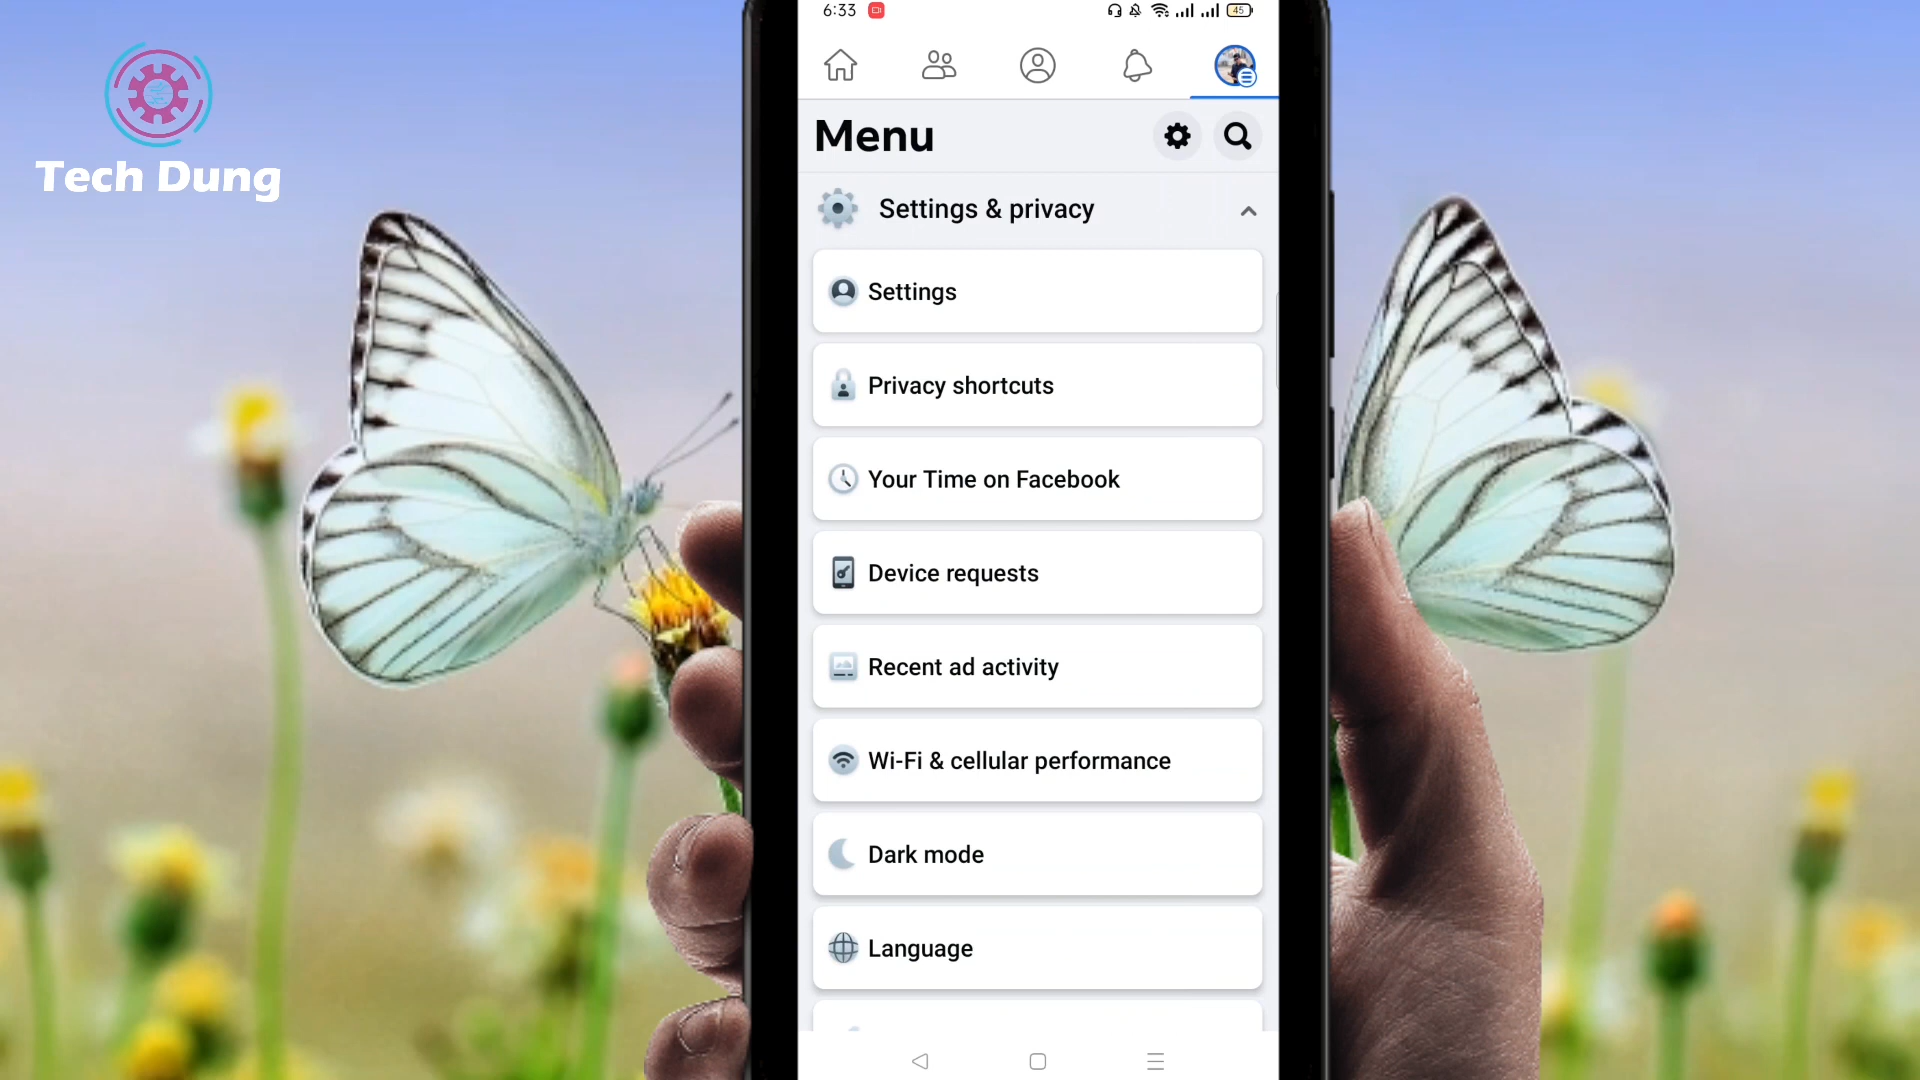 6:33
45
Tech Dung
Menu
Settings & privacy
Settings
Privacy shortcuts
Your Time on Facebook
Device requests
Recent ad activity
Wi-Fi & cellular performance
Dark mode
Language